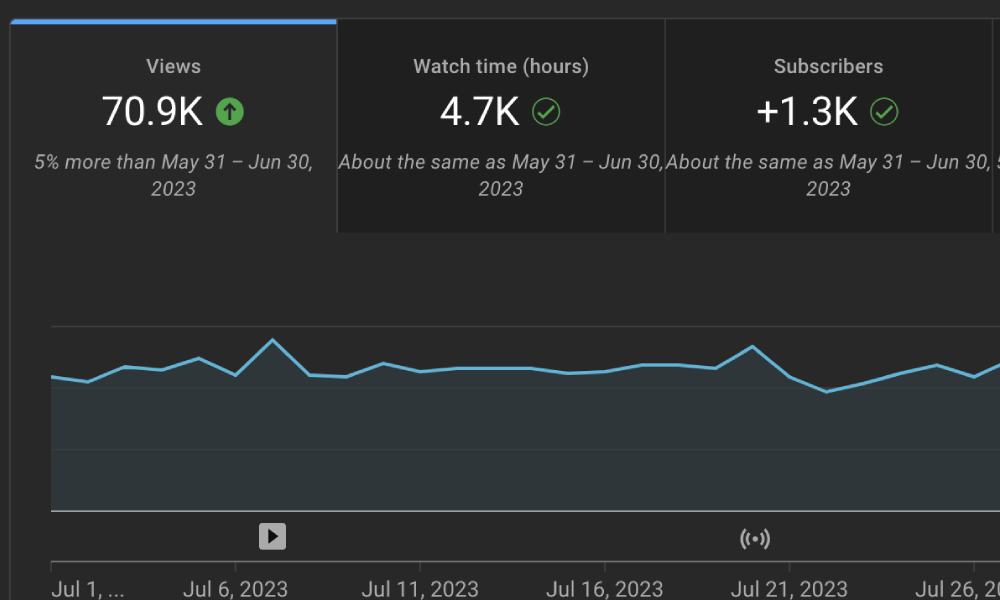 Views
70.9K
5% more than May 31 – Jun 30,
2023
Watch time (hours)
4.7K
About the same as May 31 – Jun 30,
2023
Subscribers
+1.3K
About the same as May 31 – Jun 30,
2023
Jul 1, ...
Jul 6, 2023
Jul 11, 2023
Jul 16, 2023
Jul 21, 2023
Jul 26, 20